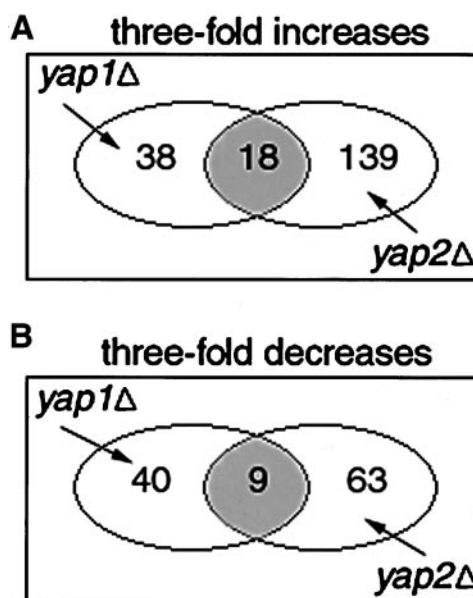 A three-fold increases
yap1Δ
38 18 139
yap2Δ
B three-fold decreases
yap1Δ
40 9 63
yap2Δ